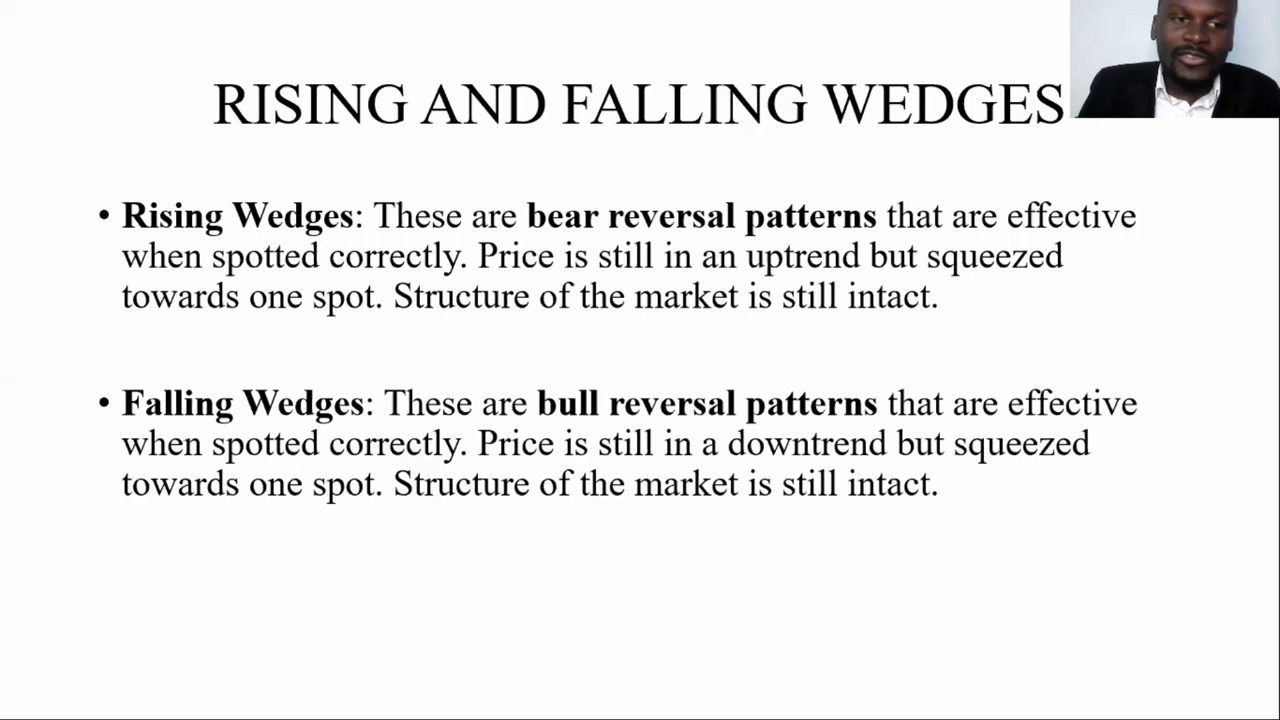 RISING AND FALLING WEDGES
• Rising Wedges: These are bear reversal patterns that are effective
when spotted correctly. Price is still in an uptrend but squeezed
towards one spot. Structure of the market is still intact.
• Falling Wedges: These are bull reversal patterns that are effective
when spotted correctly. Price is still in a downtrend but squeezed
towards one spot. Structure of the market is still intact.